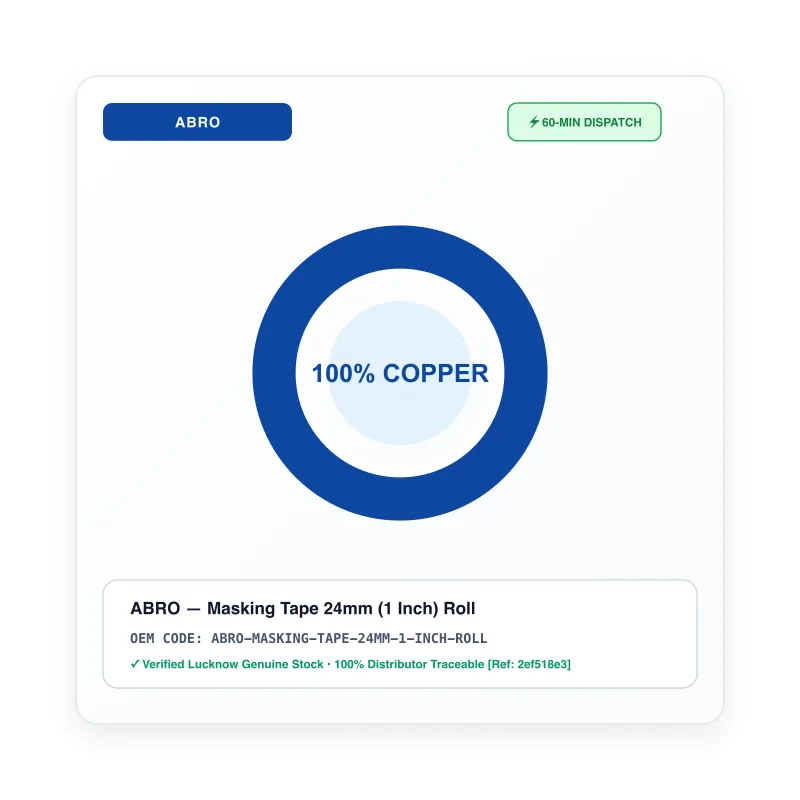 ABRO
⚡ 60-MIN DISPATCH
100% COPPER
ABRO — Masking Tape 24mm (1 Inch) Roll
OEM CODE: ABRO-MASKING-TAPE-24MM-1-INCH-ROLL
✓ Verified Lucknow Genuine Stock · 100% Distributor Traceable [Ref: 2ef518e3]